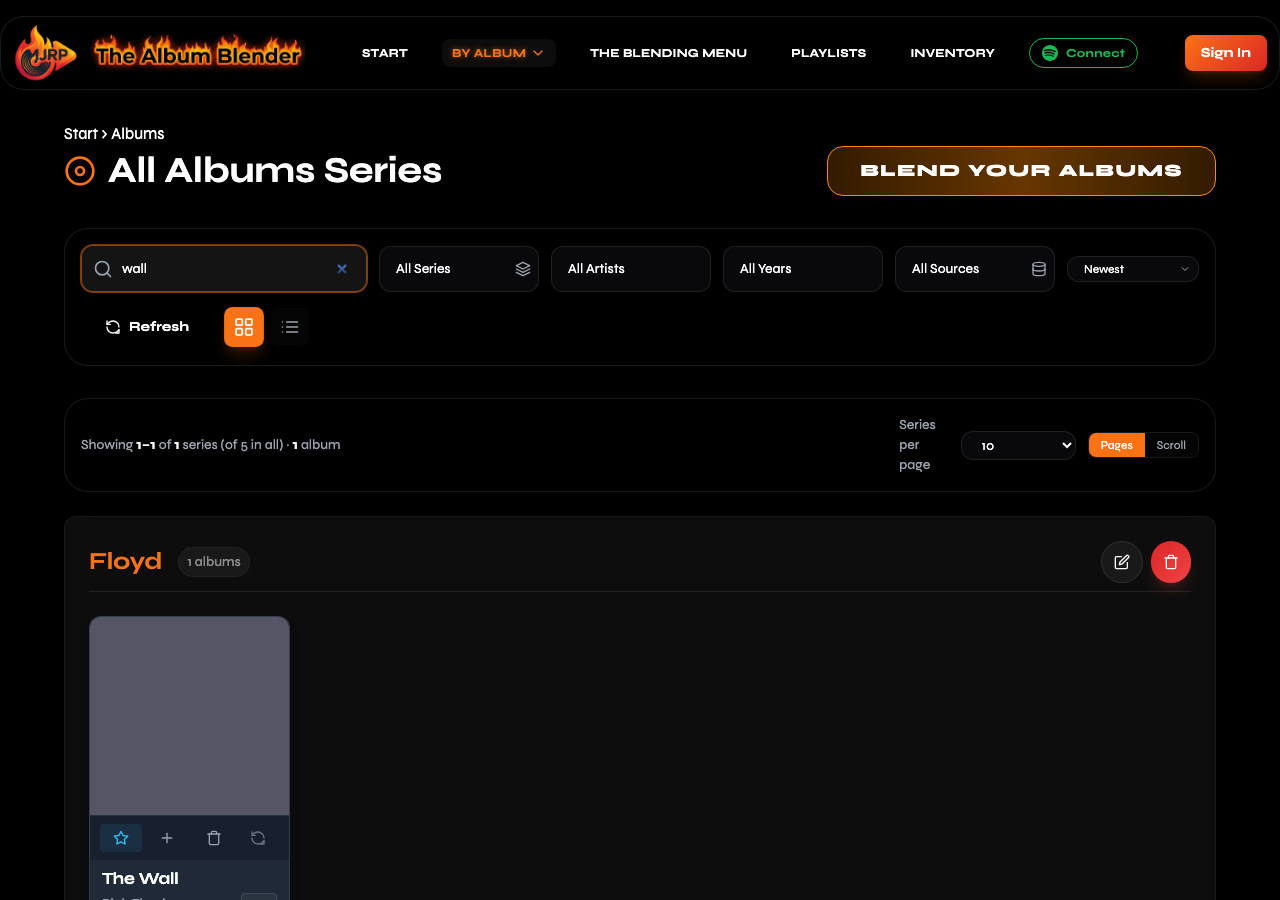 JRP The Album Blender START BY ALBUM THE BLENDING MENU PLAYLISTS INVENTORY Connect Sign In
Start › Albums
All Albums Series
BLEND YOUR ALBUMS
wall All Series All Artists All Years All Sources Newest
Refresh
Showing 1–1 of 1 series (of 5 in all) · 1 album
Series
per
page
10 Pages Scroll
Floyd 1 albums
The Wall